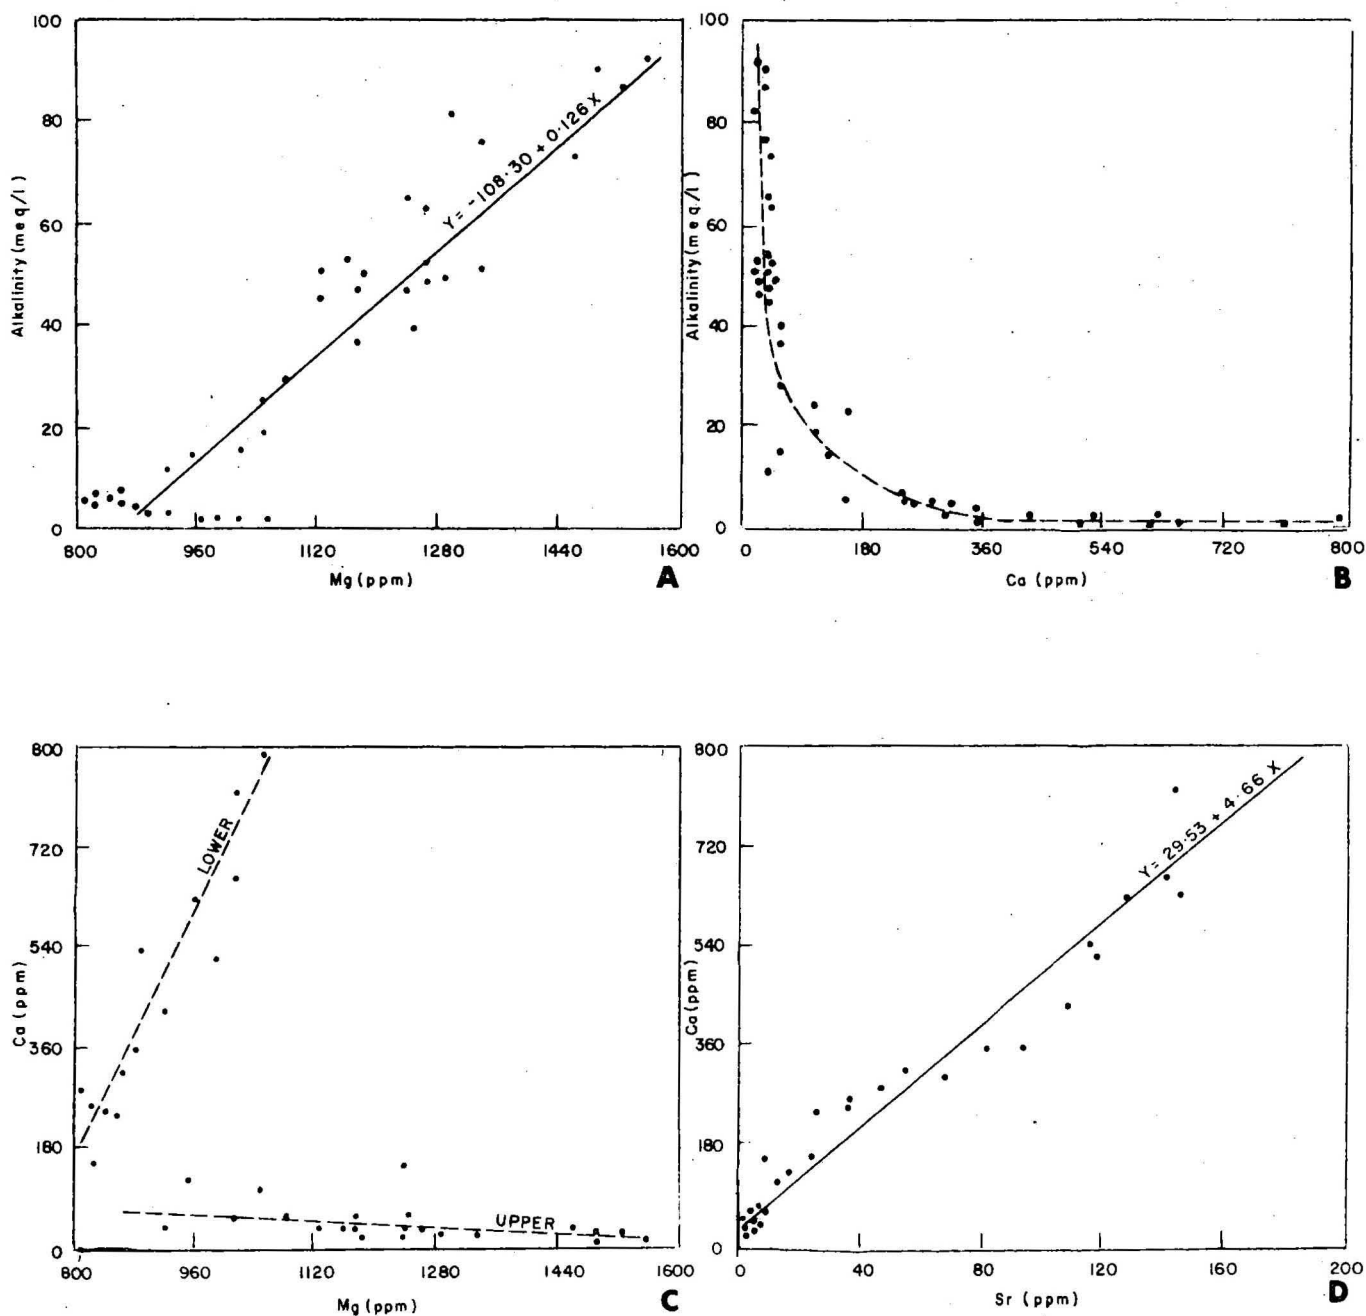 100
80
60
40
20
0
Alkalinity (meq/l)
Y= -108·30 + 0·126 X
800 960 1120 1280 1440 1600
Mg (ppm)
A
100
80
60
40
20
0
Alkalinity (meq/l)
0 180 360 540 720 800
Ca (ppm)
B
800
720
540
360
180
0
Ca (ppm)
LOWER
UPPER
800 960 1120 1280 1440 1600
Mg (ppm)
C
800
720
540
360
180
0
Ca (ppm)
Y= 29·53 + 4·66 X
0 40 80 120 160 200
Sr (ppm)
D